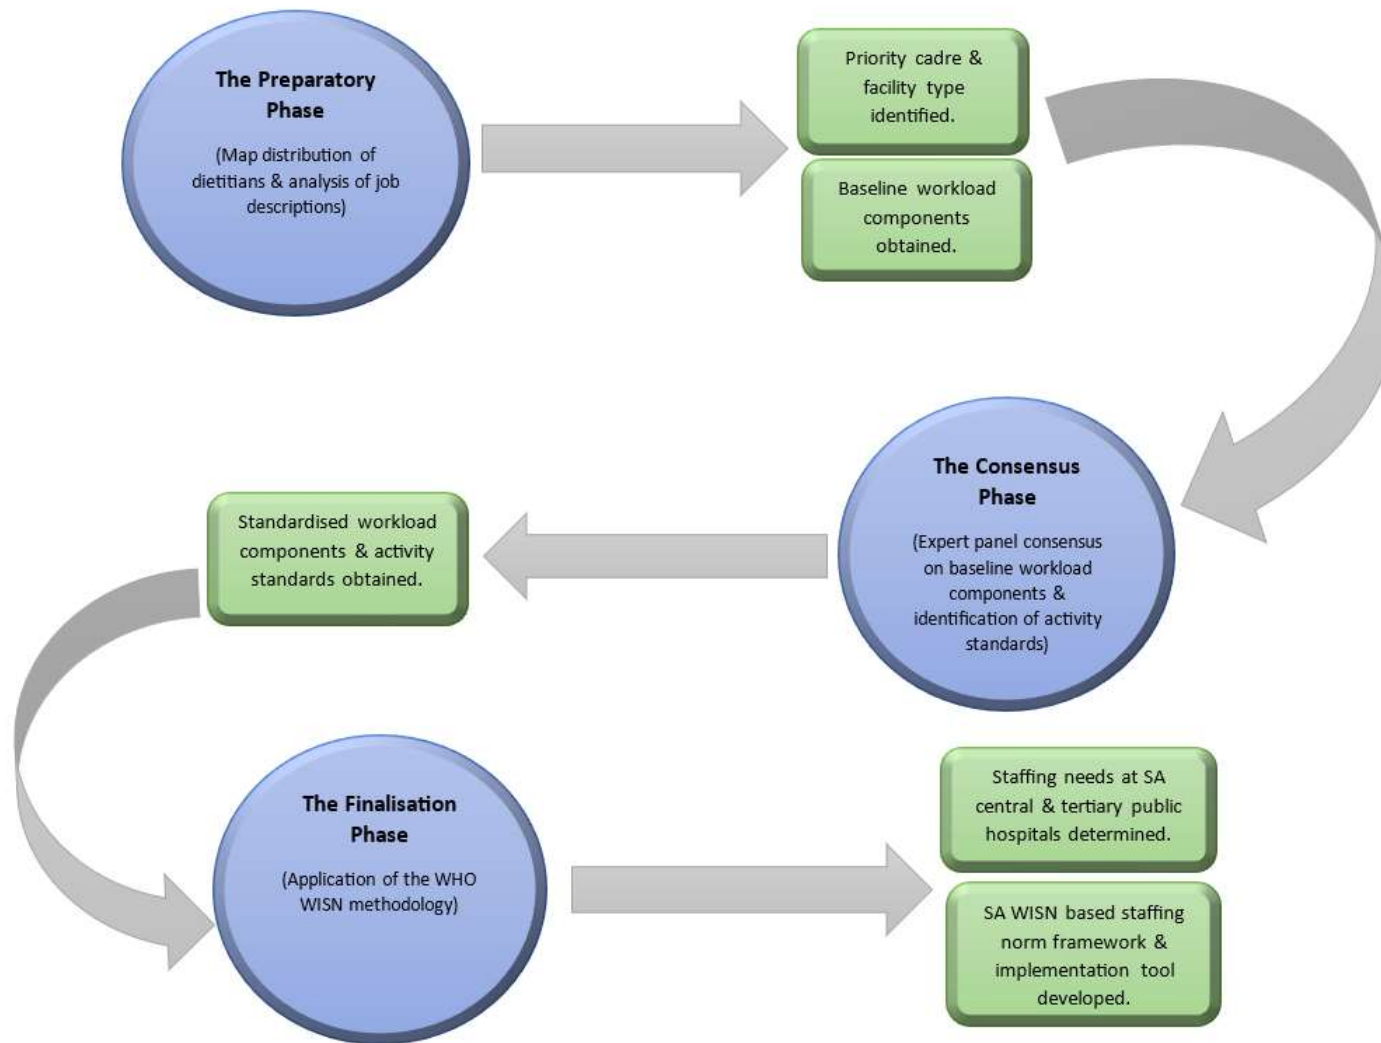 The Preparatory
Phase
(Map distribution of
dietitians & analysis of job
descriptions)
Priority cadre &
facility type
identified.
Baseline workload
components
obtained.
The Consensus
Phase
(Expert panel consensus
on baseline workload
components &
identification of activity
standards)
Standardised workload
components & activity
standards obtained.
The Finalisation
Phase
(Application of the WHO
WISN methodology)
Staffing needs at SA
central & tertiary public
hospitals determined.
SA WISN based staffing
norm framework &
implementation tool
developed.